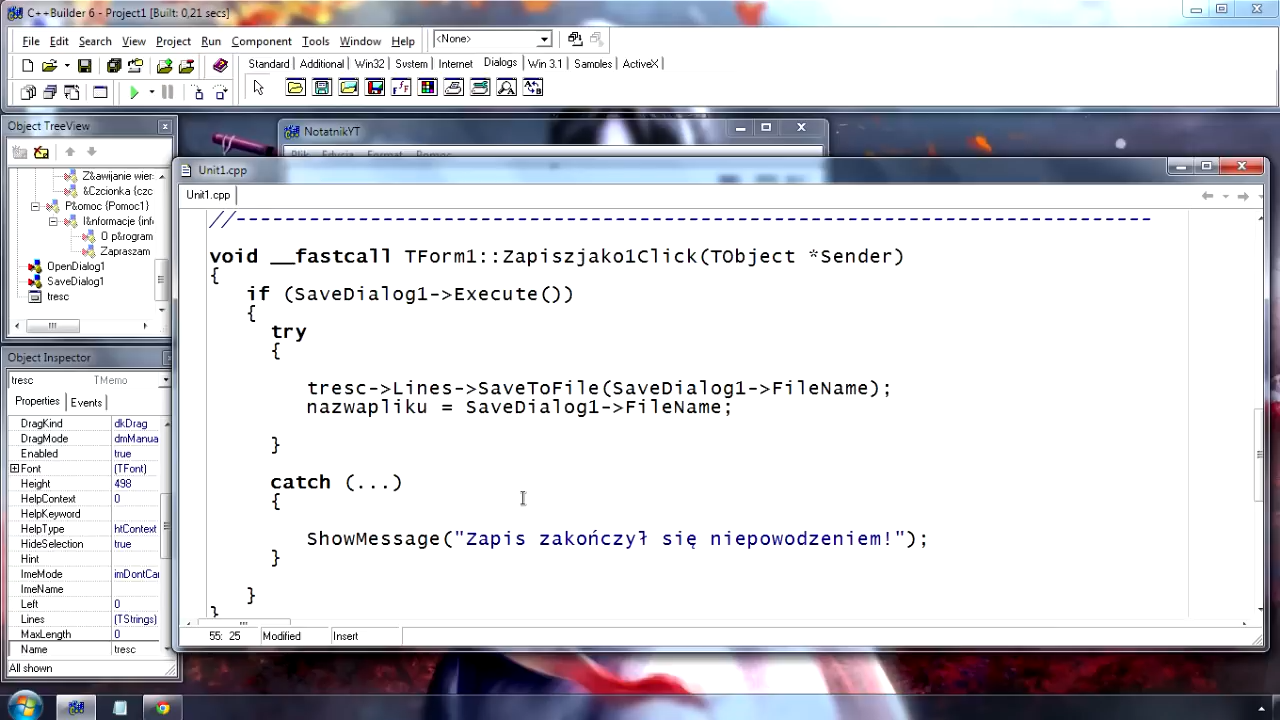 C++Builder 6 - Project1 [Built: 0,21 secs]
File Edit Search View Project Run Component Tools Window Help <None>
Standard Additional Win32 System Internet Dialogs Win 3.1 Samples ActiveX
Object TreeView
Z&awijanie wier
&Czcionka {czc
P&omoc {Pomoc1}
I&nformacje {info
O p&rogram
Zapraszam
OpenDialog1
SaveDialog1
tresc
Object Inspector
tresc TMemo
Properties Events
DragKind dkDrag
DragMode dmManua
Enabled true
Font (TFont)
Height 498
HelpContext 0
HelpKeyword
HelpType htContext
HideSelection true
Hint
ImeMode imDontCar
ImeName
Left 0
Lines (TStrings)
MaxLength 0
Name tresc
All shown
NotatnikYT
Plik Edycja Format Pomoc
Unit1.cpp
Unit1.cpp
//---------------------------------------------------------------------------
void __fastcall TForm1::Zapiszjako1Click(TObject *Sender)
{
if (SaveDialog1->Execute())
{
try
{
tresc->Lines->SaveToFile(SaveDialog1->FileName);
nazwapliku = SaveDialog1->FileName;
}
catch (...)
{
ShowMessage("Zapis zakończył się niepowodzeniem!");
}
}
}
55: 25 Modified Insert